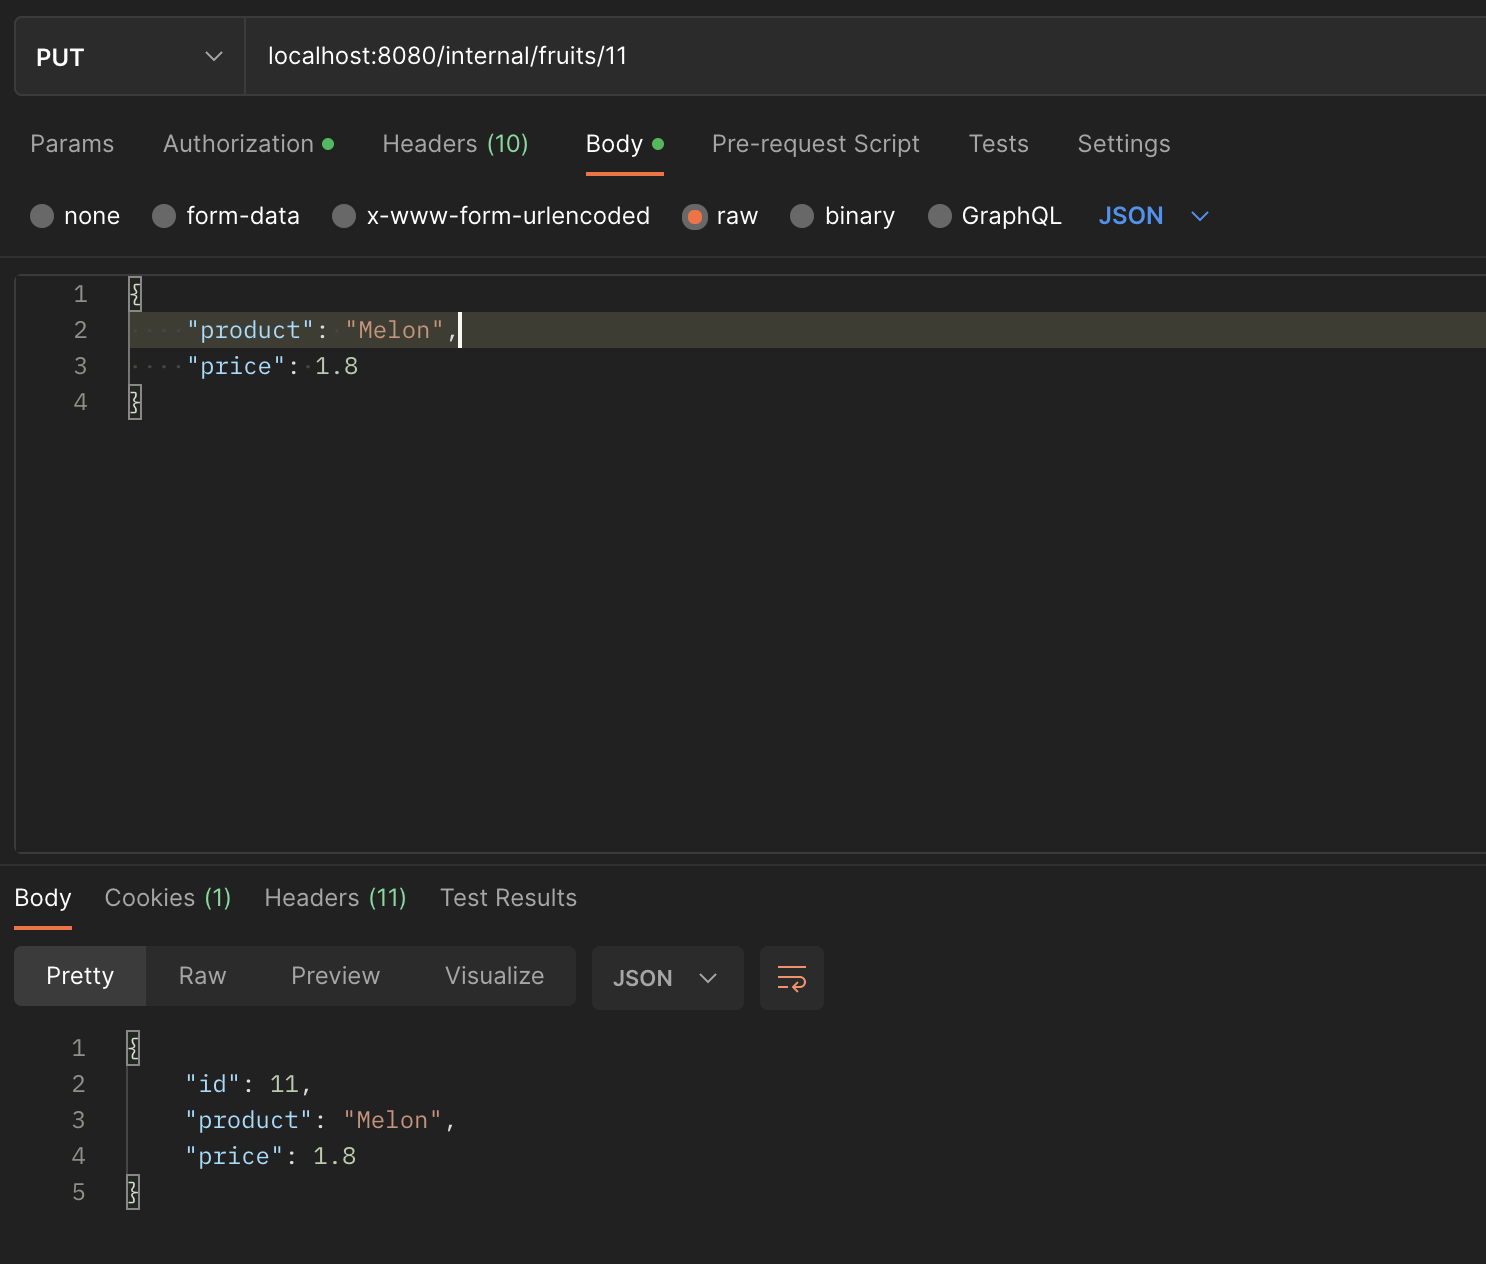 PUT localhost:8080/internal/fruits/11
Params Authorization Headers (10) Body Pre-request Script Tests Settings
none form-data x-www-form-urlencoded raw binary GraphQL JSON
1 {
2 "product": "Melon",
3 "price": 1.8
4 }
Body Cookies (1) Headers (11) Test Results
Pretty Raw Preview Visualize JSON
1 {
2 "id": 11,
3 "product": "Melon",
4 "price": 1.8
5 }